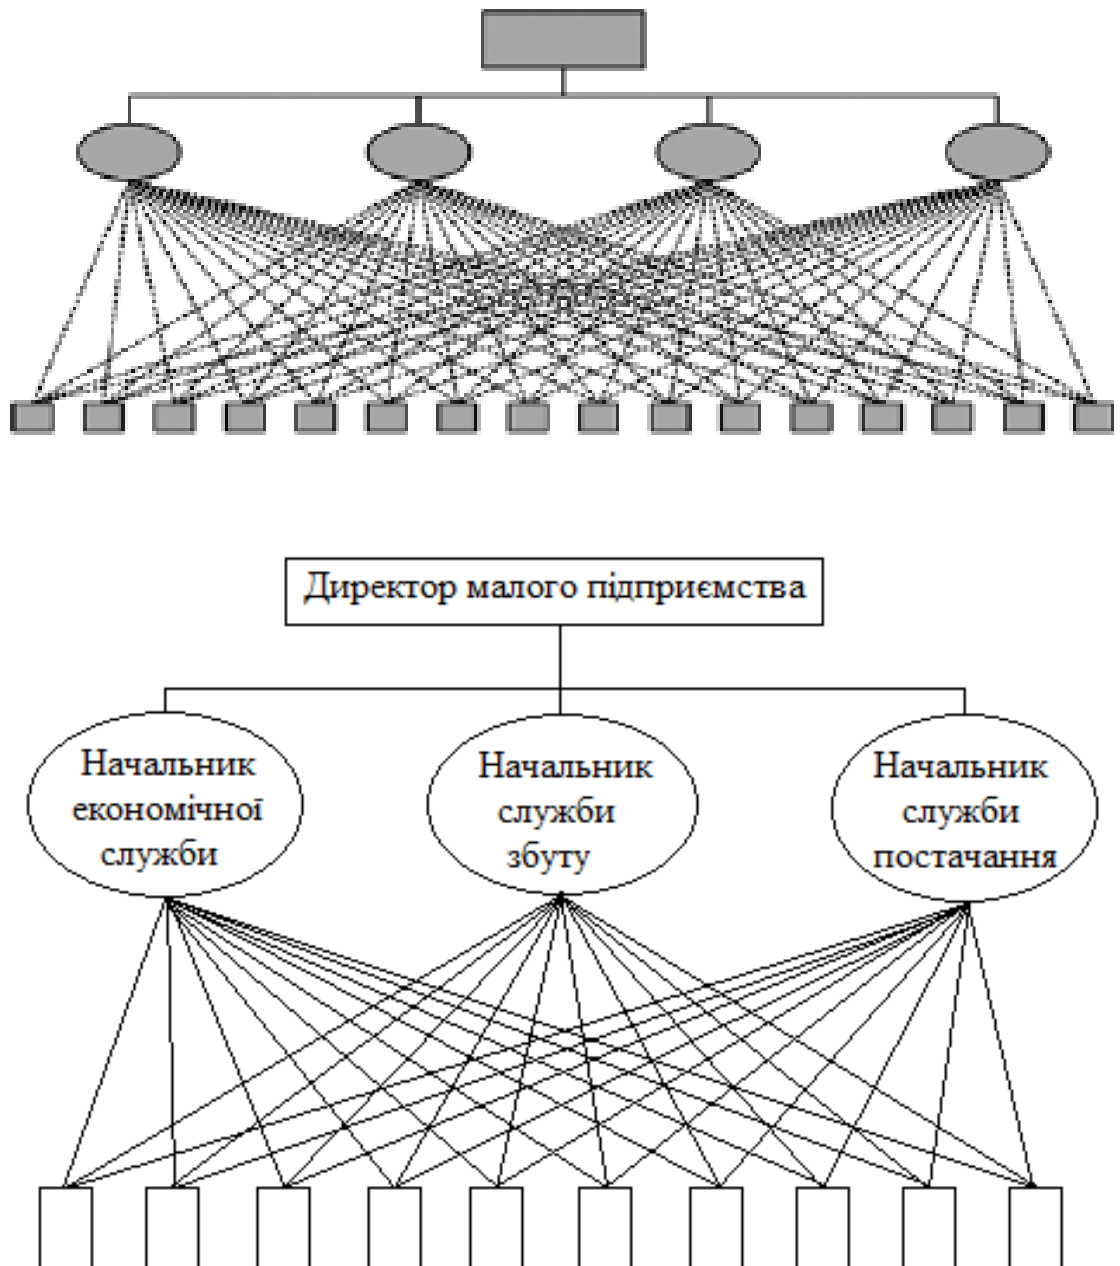 Директор малого підприємства
Начальник
економічної
служби
Начальник
служби
збуту
Начальник
служби
постачання